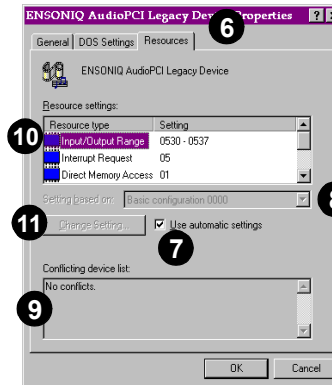 ENSONIQ AudioPCI Legacy Device Properties
6
General DOS Settings Resources
ENSONIQ AudioPCI Legacy Device
Resource settings:
10
Resource type Setting
Input/Output Range 0530 - 0537
Interrupt Request 05
Direct Memory Access 01
Setting based on: Basic configuration 0000
8
11
Change Setting... Use automatic settings
7
Conflicting device list:
9
No conflicts.
OK Cancel